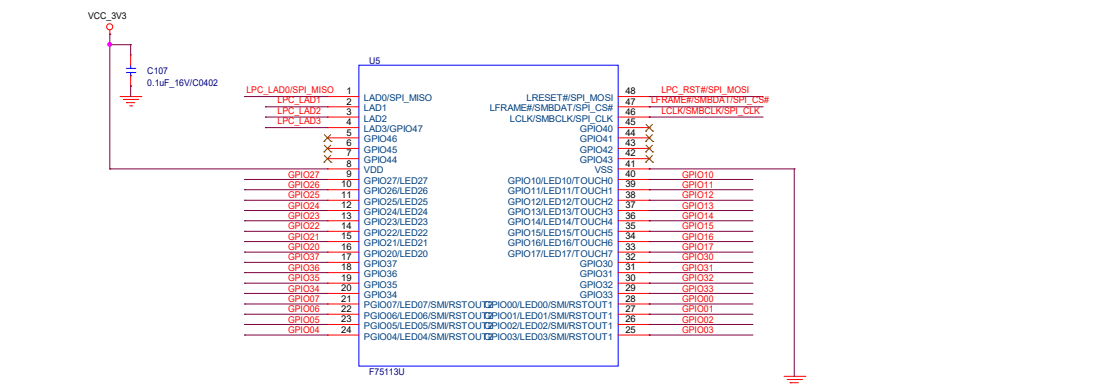 VCC_3V3
C107
0.1uF_16V/C0402
U5
LPC_LAD0/SPI_MISO 1 LAD0/SPI_MISO LRESET#/SPI_MOSI 48 LPC_RST#/SPI_MOSI
LPC_LAD1 2 LAD1 LFRAME#/SMBDAT/SPI_CS# 47 LFRAME#/SMBDAT/SPI_CS#
LPC_LAD2 3 LAD2 LCLK/SMBCLK/SPI_CLK 46 LCLK/SMBCLK/SPI_CLK
LPC_LAD3 4 LAD3/GPIO47 GPIO40 45
5 GPIO46 GPIO41 44
6 GPIO45 GPIO42 43
7 GPIO44 GPIO43 42
8 VDD VSS 41
GPIO27 9 GPIO27/LED27 GPIO10/LED10/TOUCH0 40 GPIO10
GPIO26 10 GPIO26/LED26 GPIO11/LED11/TOUCH1 39 GPIO11
GPIO25 11 GPIO25/LED25 GPIO12/LED12/TOUCH2 38 GPIO12
GPIO24 12 GPIO24/LED24 GPIO13/LED13/TOUCH3 37 GPIO13
GPIO23 13 GPIO23/LED23 GPIO14/LED14/TOUCH4 36 GPIO14
GPIO22 14 GPIO22/LED22 GPIO15/LED15/TOUCH5 35 GPIO15
GPIO21 15 GPIO21/LED21 GPIO16/LED16/TOUCH6 34 GPIO16
GPIO20 16 GPIO20/LED20 GPIO17/LED17/TOUCH7 33 GPIO17
GPIO37 17 GPIO37 GPIO30 32 GPIO30
GPIO36 18 GPIO36 GPIO31 31 GPIO31
GPIO35 19 GPIO35 GPIO32 30 GPIO32
GPIO34 20 GPIO34 GPIO33 29 GPIO33
GPIO07 21 PGIO07/LED07/SMI/RSTOUT2 GPIO00/LED00/SMI/RSTOUT1 28 GPIO00
GPIO06 22 PGIO06/LED06/SMI/RSTOUT2 GPIO01/LED01/SMI/RSTOUT1 27 GPIO01
GPIO05 23 PGIO05/LED05/SMI/RSTOUT2 GPIO02/LED02/SMI/RSTOUT1 26 GPIO02
GPIO04 24 PGIO04/LED04/SMI/RSTOUT2 GPIO03/LED03/SMI/RSTOUT1 25 GPIO03
F75113U